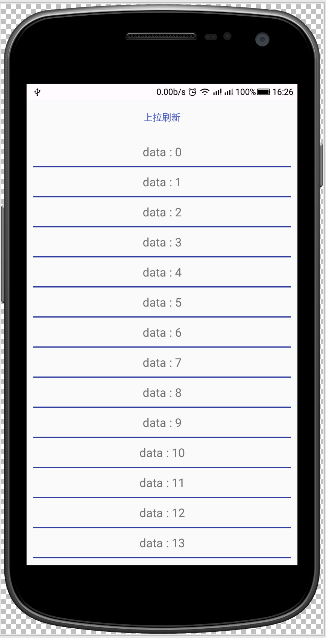 0.00b/s 100% 16:26
上拉刷新
data : 0
data : 1
data : 2
data : 3
data : 4
data : 5
data : 6
data : 7
data : 8
data : 9
data : 10
data : 11
data : 12
data : 13